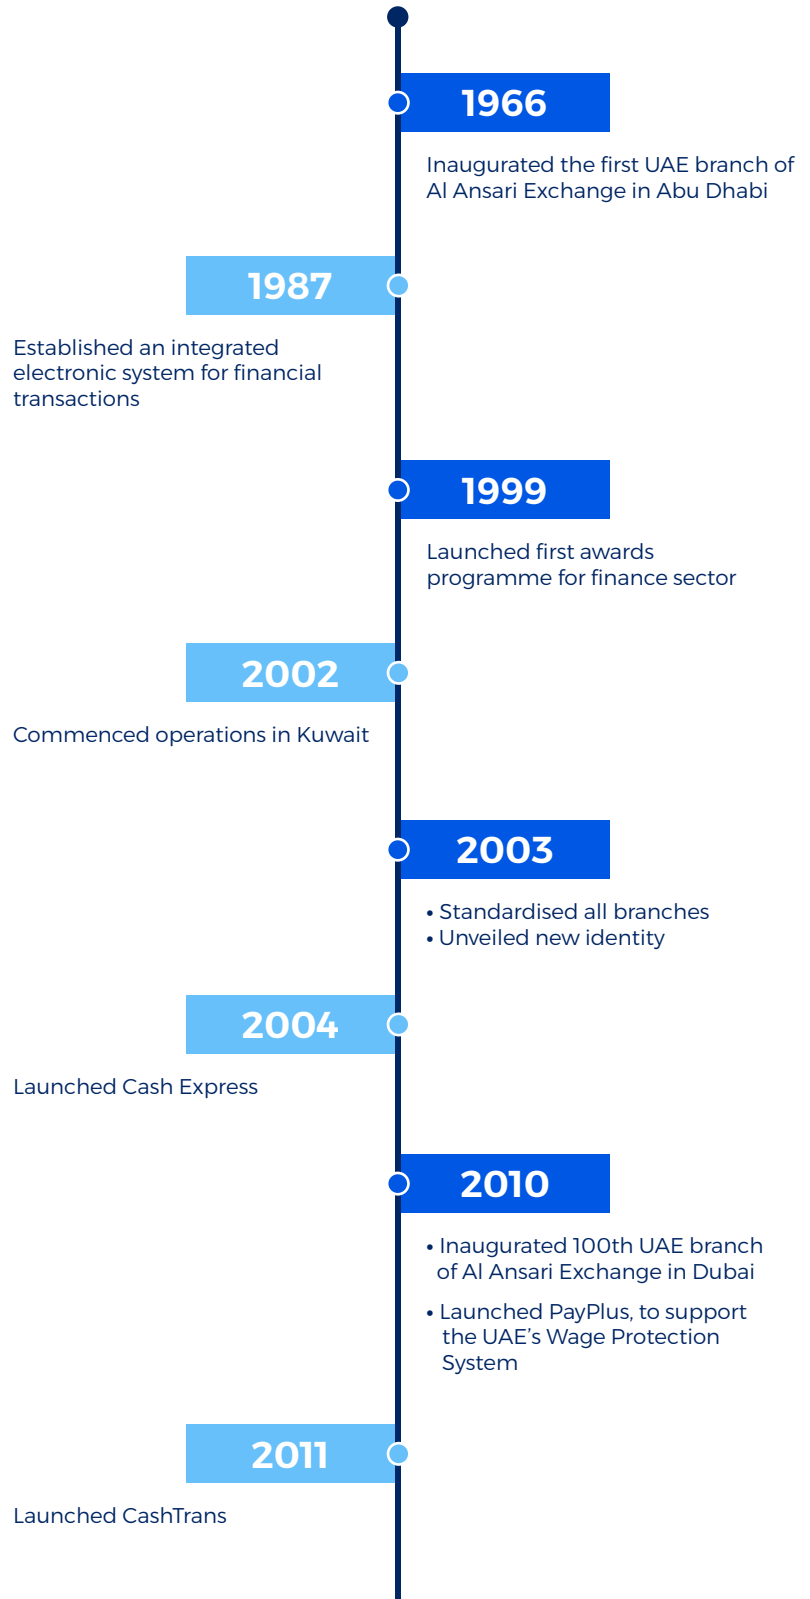 1966
Inaugurated the first UAE branch of
Al Ansari Exchange in Abu Dhabi
1987
Established an integrated
electronic system for financial
transactions
1999
Launched first awards
programme for finance sector
2002
Commenced operations in Kuwait
2003
• Standardised all branches
• Unveiled new identity
2004
Launched Cash Express
2010
• Inaugurated 100th UAE branch
of Al Ansari Exchange in Dubai
• Launched PayPlus, to support
the UAE’s Wage Protection
System
2011
Launched CashTrans